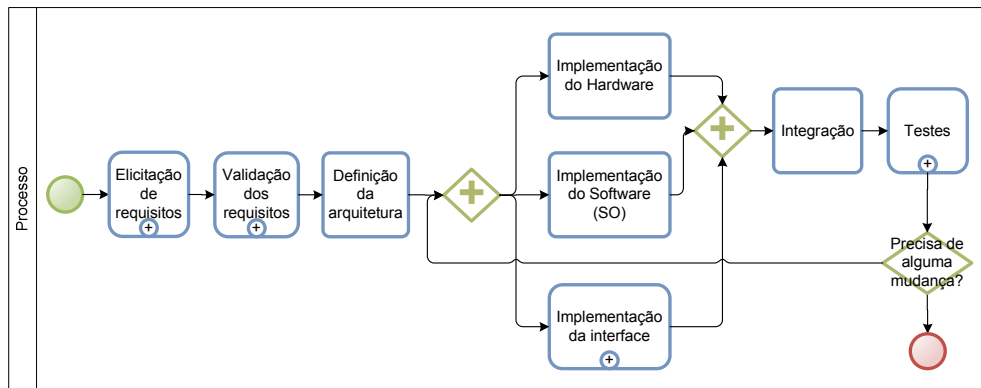 Processo
Elicitação
de
requisitos
Validação
dos
requisitos
Definição
da
arquitetura
Implementação
do Hardware
Implementação
do Software
(SO)
Implementação
da interface
Integração
Testes
Precisa de
alguma
mudança?